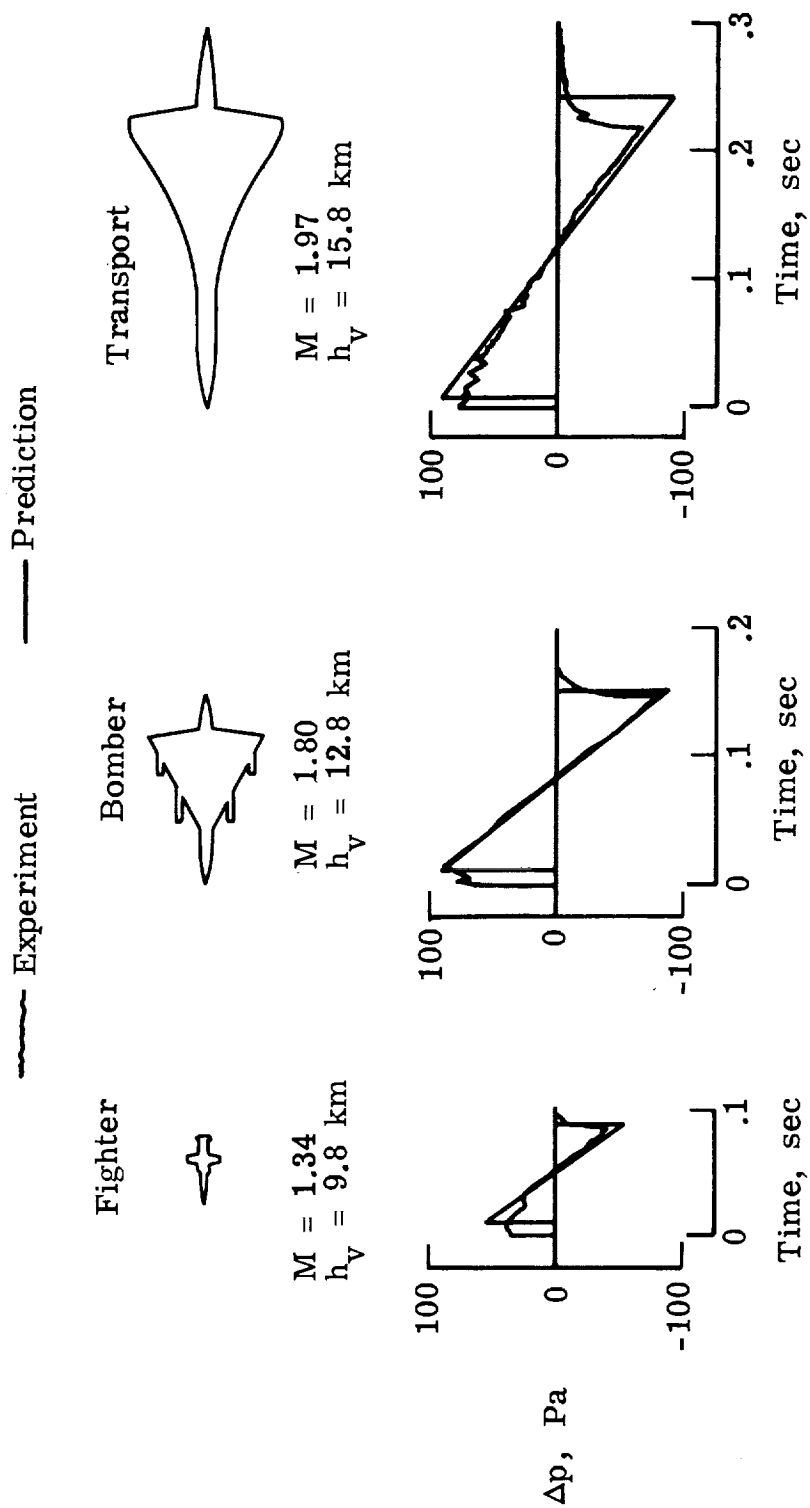 Experiment
Prediction
Fighter
M = 1.34
h_v = 9.8 km
Bomber
M = 1.80
h_v = 12.8 km
Transport
M = 1.97
h_v = 15.8 km
Δp, Pa
100
0
-100
0
.1
Time, sec
100
0
-100
0
.1
.2
Time, sec
100
0
-100
0
.1
.2
.3
Time, sec